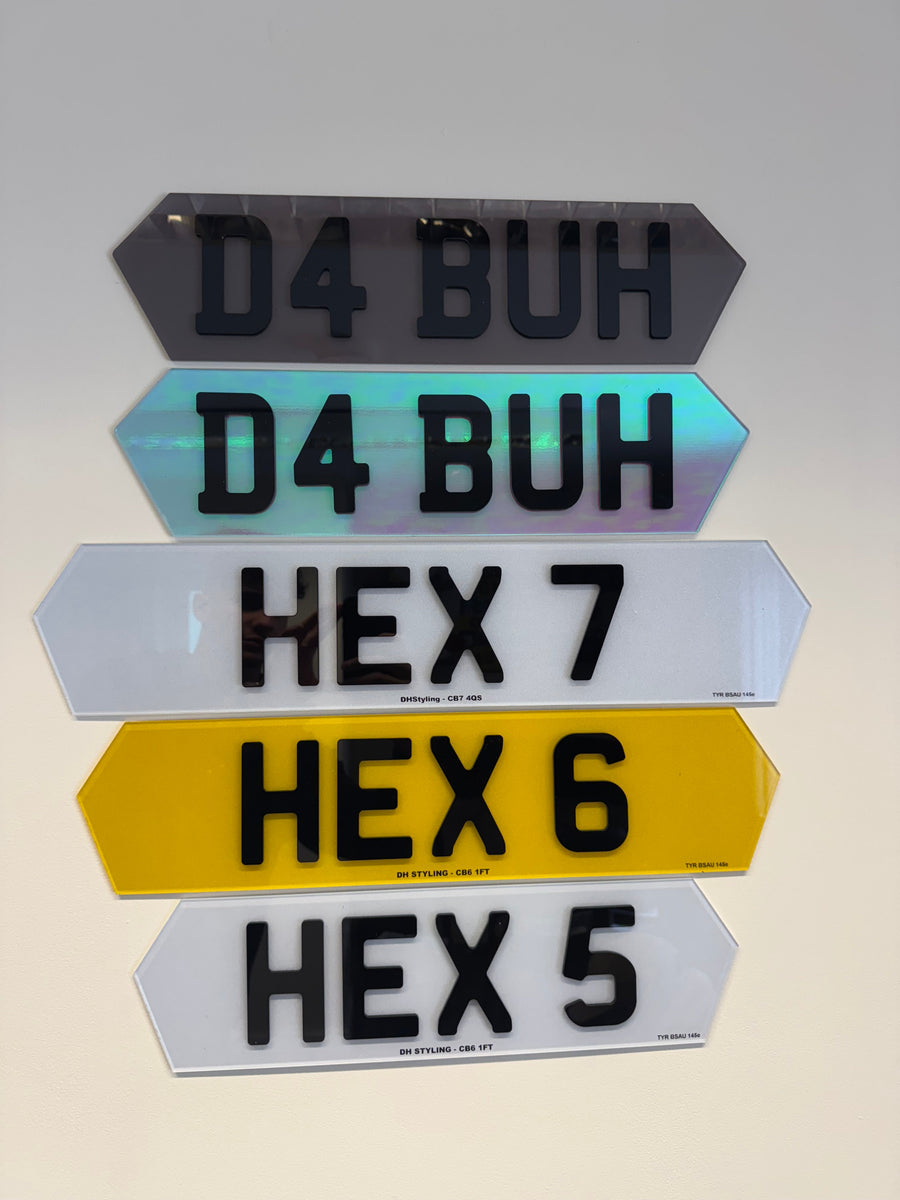 D4 BUH
D4 BUH
HEX 7
DHStyling - CB7 4QS
TYR BSAU 145e
HEX 6
DH STYLING - CB6 1FT
TYR BSAU 145e
HEX 5
DH STYLING - CB6 1FT
TYR BSAU 145e